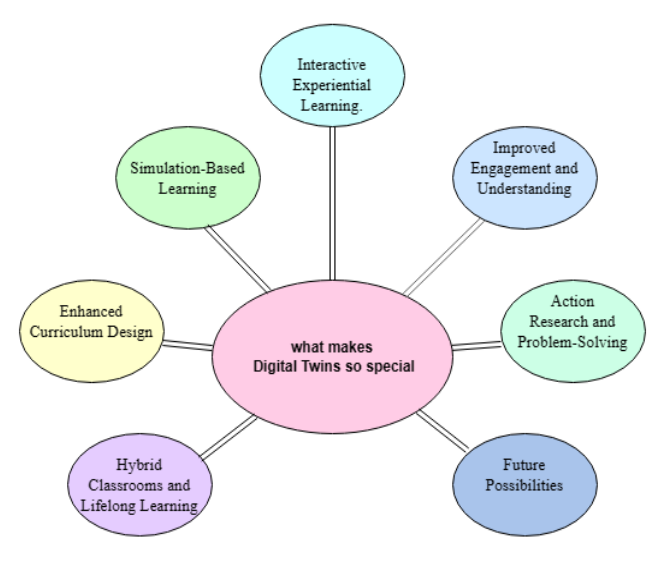 Interactive
Experiential
Learning.
Simulation-Based
Learning
Improved
Engagement and
Understanding
Enhanced
Curriculum Design
Action
Research and
Problem-Solving
what makes
Digital Twins so special
Hybrid
Classrooms and
Lifelong Learning
Future
Possibilities